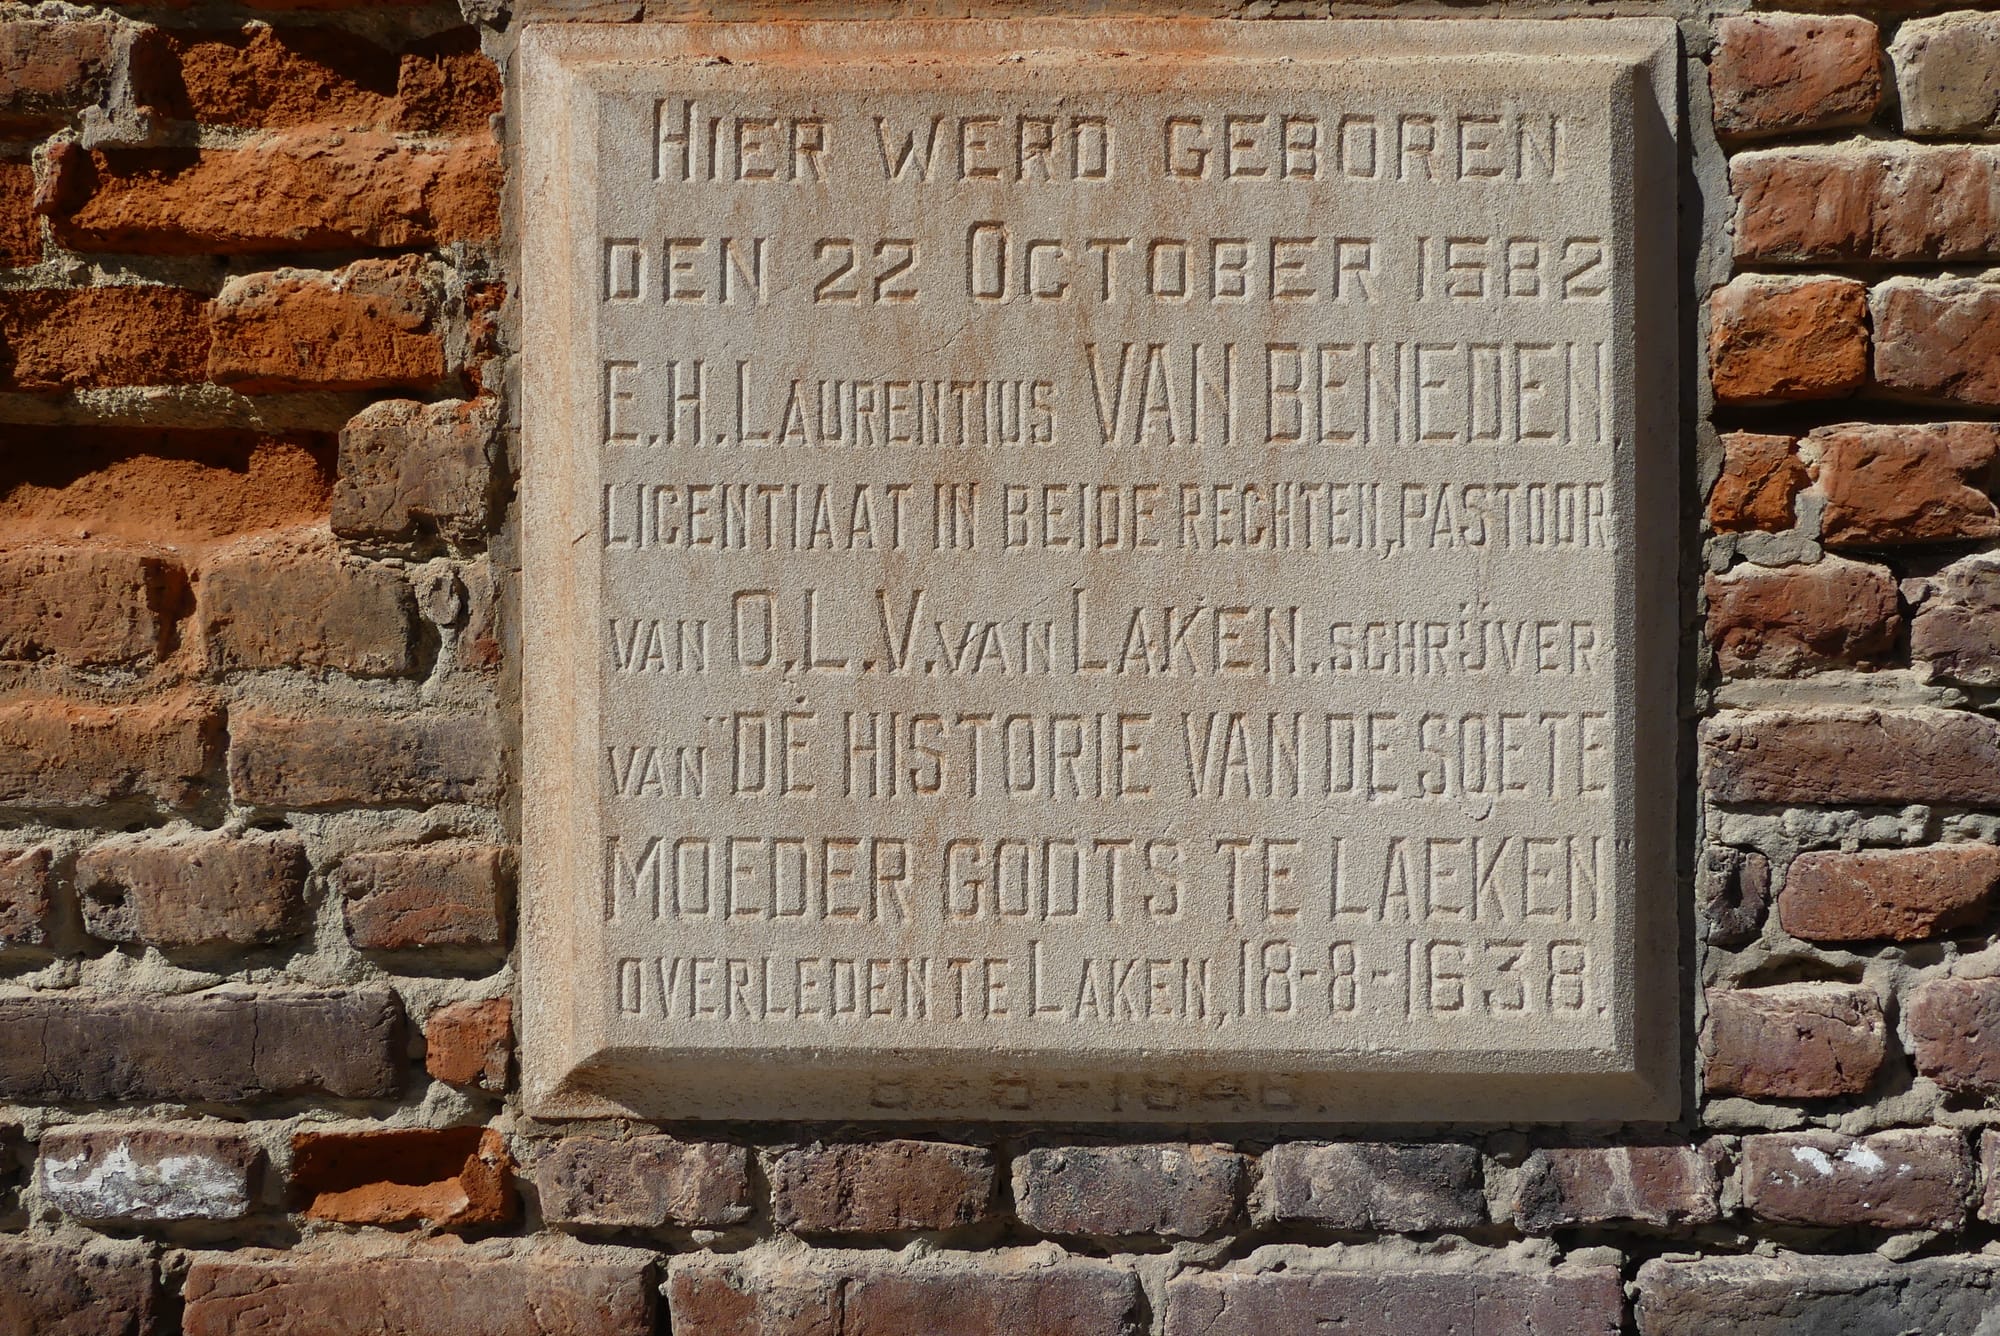 HIER WERD GEBOREN
DEN 22 OCTOBER 1582
E.H. LAURENTIUS VAN BENEDEN,
LICENTIAAT IN BEIDE RECHTEN, PASTOOR
VAN O.L.V. VAN LAKEN, SCHRIJVER
VAN "DE HISTORIE VAN DE SOETE
MOEDER GODTS TE LAEKEN"
OVERLEDEN TE LAKEN, 18-8-1638.